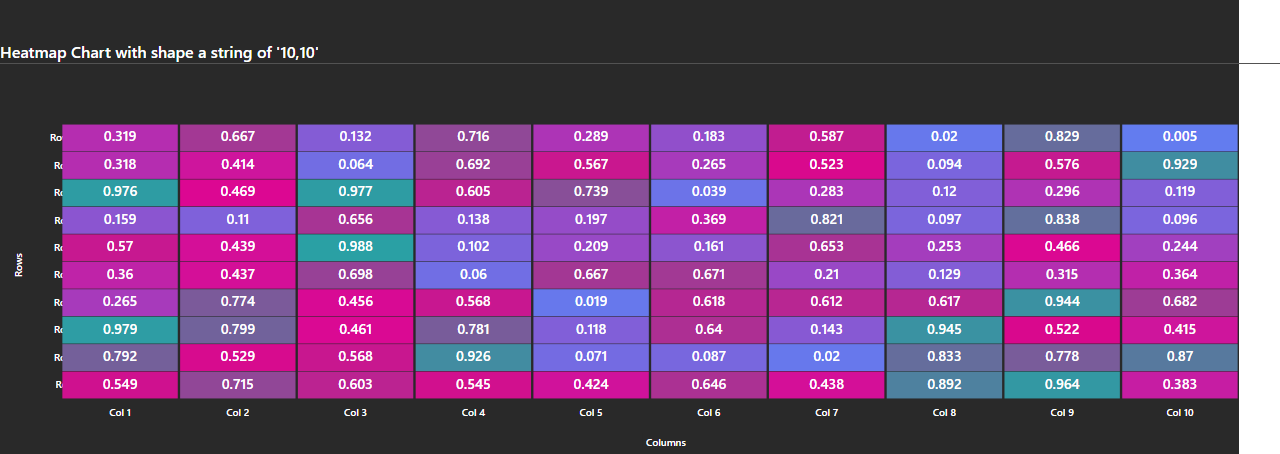 Heatmap Chart with shape a string of '10,10'
Ro 0.319 0.667 0.132 0.716 0.289 0.183 0.587 0.02 0.829 0.005
Ro 0.318 0.414 0.064 0.692 0.567 0.265 0.523 0.094 0.576 0.929
Ro 0.976 0.469 0.977 0.605 0.739 0.039 0.283 0.12 0.296 0.119
Ro 0.159 0.11 0.656 0.138 0.197 0.369 0.821 0.097 0.838 0.096
Ro 0.57 0.439 0.988 0.102 0.209 0.161 0.653 0.253 0.466 0.244
Ro 0.36 0.437 0.698 0.06 0.667 0.671 0.21 0.129 0.315 0.364
Ro 0.265 0.774 0.456 0.568 0.019 0.618 0.612 0.617 0.944 0.682
Ro 0.979 0.799 0.461 0.781 0.118 0.64 0.143 0.945 0.522 0.415
Ro 0.792 0.529 0.568 0.926 0.071 0.087 0.02 0.833 0.778 0.87
R 0.549 0.715 0.603 0.545 0.424 0.646 0.438 0.892 0.964 0.383
Rows
Col 1 Col 2 Col 3 Col 4 Col 5 Col 6 Col 7 Col 8 Col 9 Col 10
Columns